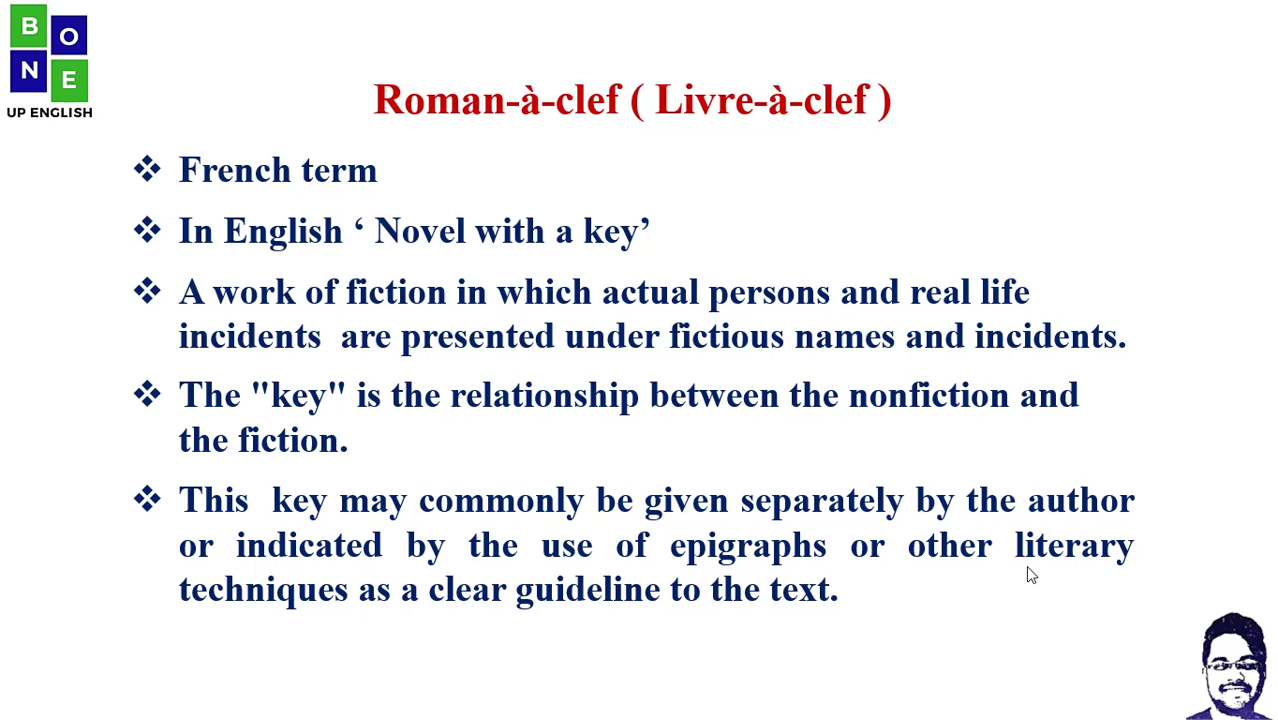 B
O
N
E
UP ENGLISH
Roman-à-clef ( Livre-à-clef )
❖ French term
❖ In English ‘ Novel with a key’
❖ A work of fiction in which actual persons and real life
incidents  are presented under fictious names and incidents.
❖ The "key" is the relationship between the nonfiction and
the fiction.
❖ This  key may commonly be given separately by the author
or indicated by the use of epigraphs or other literary
techniques as a clear guideline to the text.